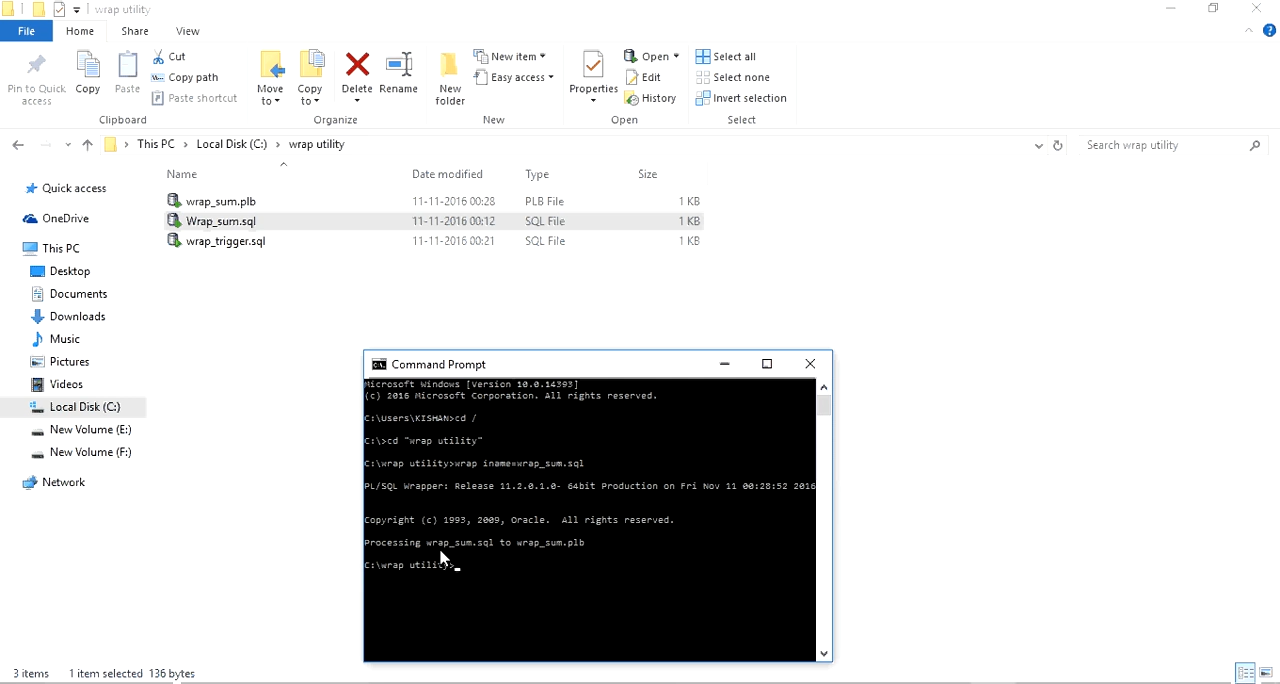 wrap utility
File Home Share View
Pin to Quick access
Copy
Paste
Cut
Copy path
Paste shortcut
Clipboard
Move to
Copy to
Delete
Rename
Organize
New folder
New item
Easy access
New
Properties
Open
Edit
History
Open
Select all
Select none
Invert selection
Select
This PC › Local Disk (C:) › wrap utility
Search wrap utility
Name Date modified Type Size
wrap_sum.plb 11-11-2016 00:28 PLB File 1 KB
Wrap_sum.sql 11-11-2016 00:12 SQL File 1 KB
wrap_trigger.sql 11-11-2016 00:21 SQL File 1 KB
Quick access
OneDrive
This PC
Desktop
Documents
Downloads
Music
Pictures
Videos
Local Disk (C:)
New Volume (E:)
New Volume (F:)
Network
Command Prompt
Microsoft Windows [Version 10.0.14393]
(c) 2016 Microsoft Corporation. All rights reserved.
C:\Users\KISHAN>cd /
C:\>cd "wrap utility"
C:\wrap utility>wrap iname=wrap_sum.sql
PL/SQL Wrapper: Release 11.2.0.1.0- 64bit Production on Fri Nov 11 00:28:52 2016
Copyright (c) 1993, 2009, Oracle.  All rights reserved.
Processing wrap_sum.sql to wrap_sum.plb
C:\wrap utility>
3 items 1 item selected 136 bytes